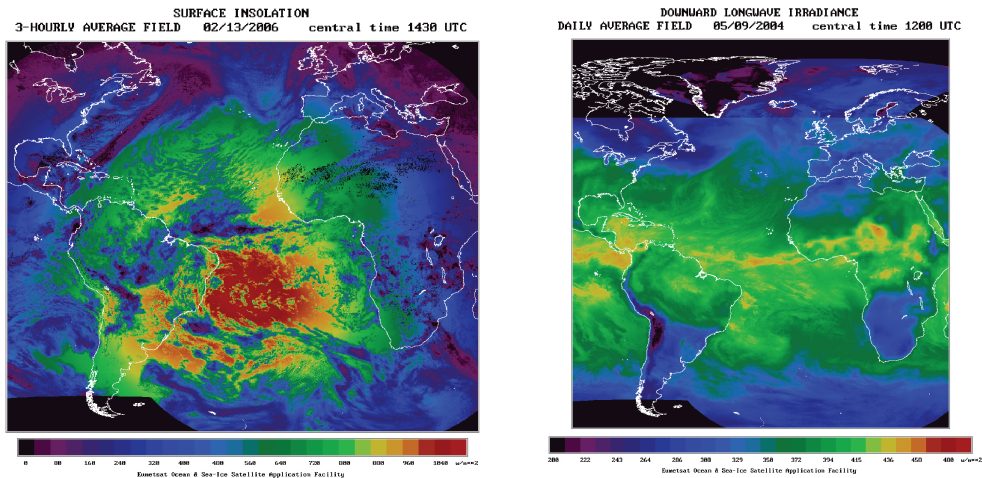 SURFACE INSOLATION
3-HOURLY AVERAGE FIELD 02/13/2006 central time 1430 UTC
0 80 160 240 320 400 480 560 640 720 800 880 960 1040 w/m**2
Eumetsat Ocean & Sea-Ice Satellite Application Facility
DOWNWARD LONGWAVE IRRADIANCE
DAILY AVERAGE FIELD 05/09/2004 central time 1200 UTC
200 222 243 264 286 308 329 350 372 394 415 436 458 480 w/m**2
Eumetsat Ocean & Sea-Ice Satellite Application Facility